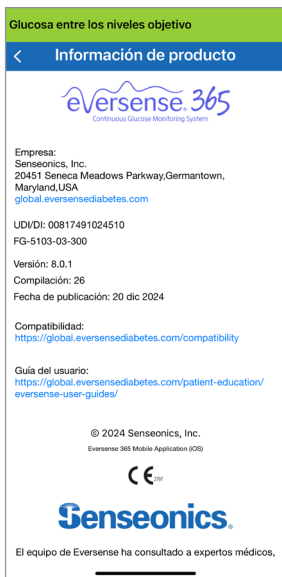 Glucosa entre los niveles objetivo
Información de producto
eversense. 365
Continuous Glucose Monitoring System
Empresa:
Senseonics, Inc.
20451 Seneca Meadows Parkway,Germantown,
Maryland,USA
global.eversensediabetes.com
UDI/DI: 00817491024510
FG-5103-03-300
Versión: 8.0.1
Compilación: 26
Fecha de publicación: 20 dic 2024
Compatibilidad:
https://global.eversensediabetes.com/compatibility
Guía del usuario:
https://global.eversensediabetes.com/patient-education/
eversense-user-guides/
© 2024 Senseonics, Inc.
Eversense 365 Mobile Application (iOS)
CE 2797
Senseonics.
El equipo de Eversense ha consultado a expertos médicos,